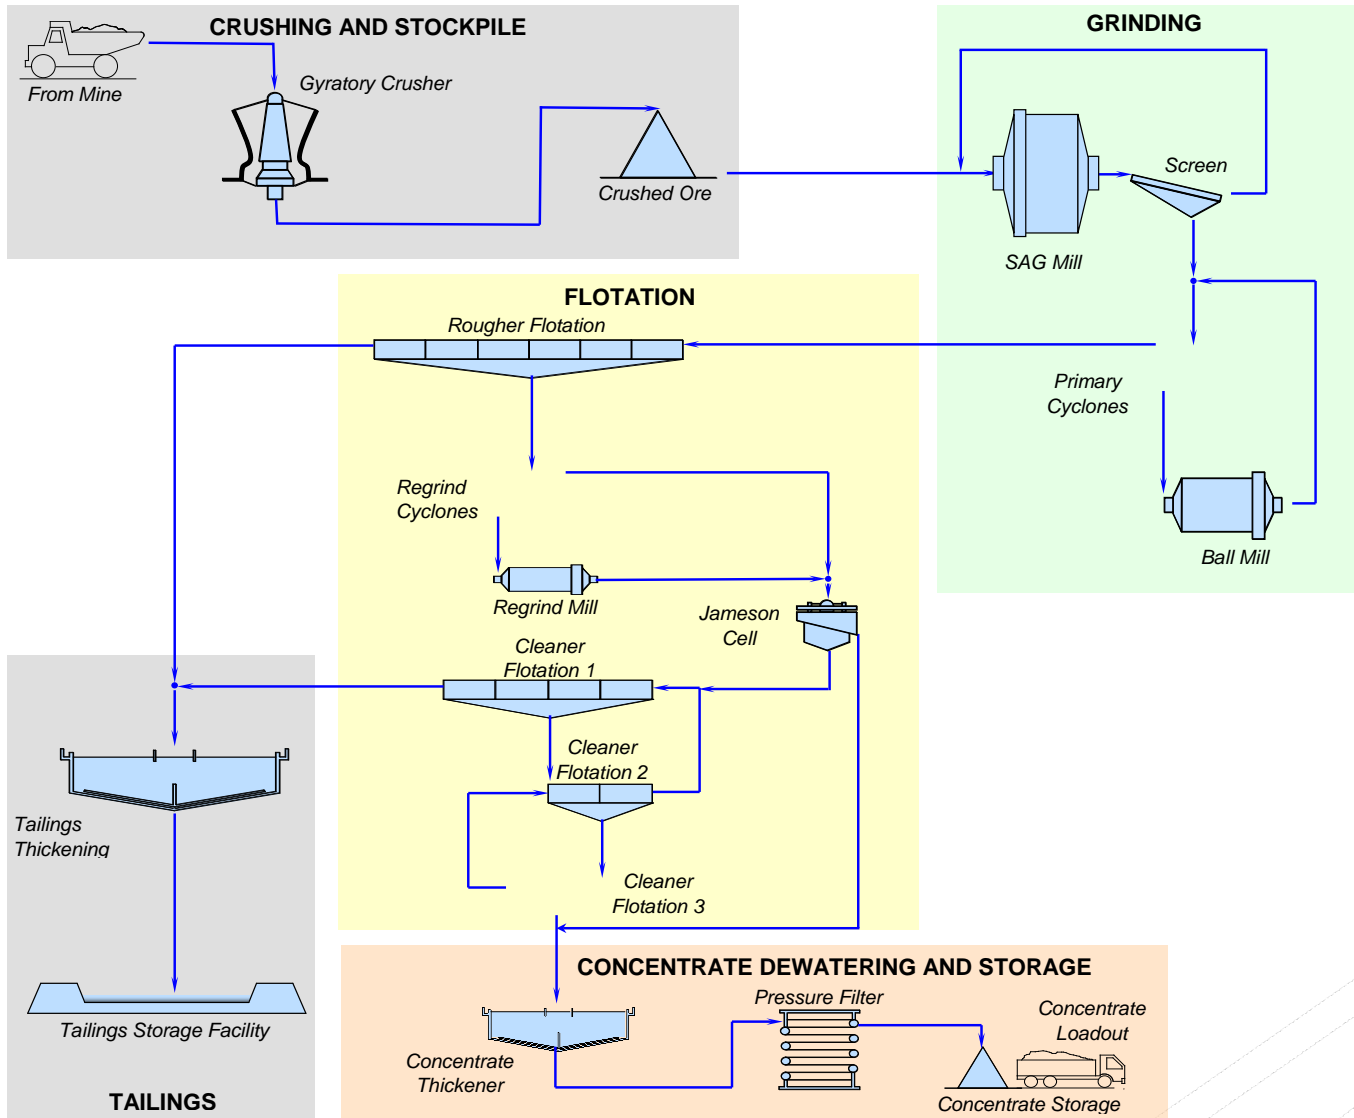 CRUSHING AND STOCKPILE
From Mine
Gyratory Crusher
Crushed Ore
GRINDING
Screen
SAG Mill
Primary
Cyclones
Ball Mill
FLOTATION
Rougher Flotation
Regrind
Cyclones
Regrind Mill
Jameson
Cell
Cleaner
Flotation 1
Cleaner
Flotation 2
Cleaner
Flotation 3
Tailings
Thickening
Tailings Storage Facility
TAILINGS
CONCENTRATE DEWATERING AND STORAGE
Pressure Filter
Concentrate
Loadout
Concentrate
Thickener
Concentrate Storage